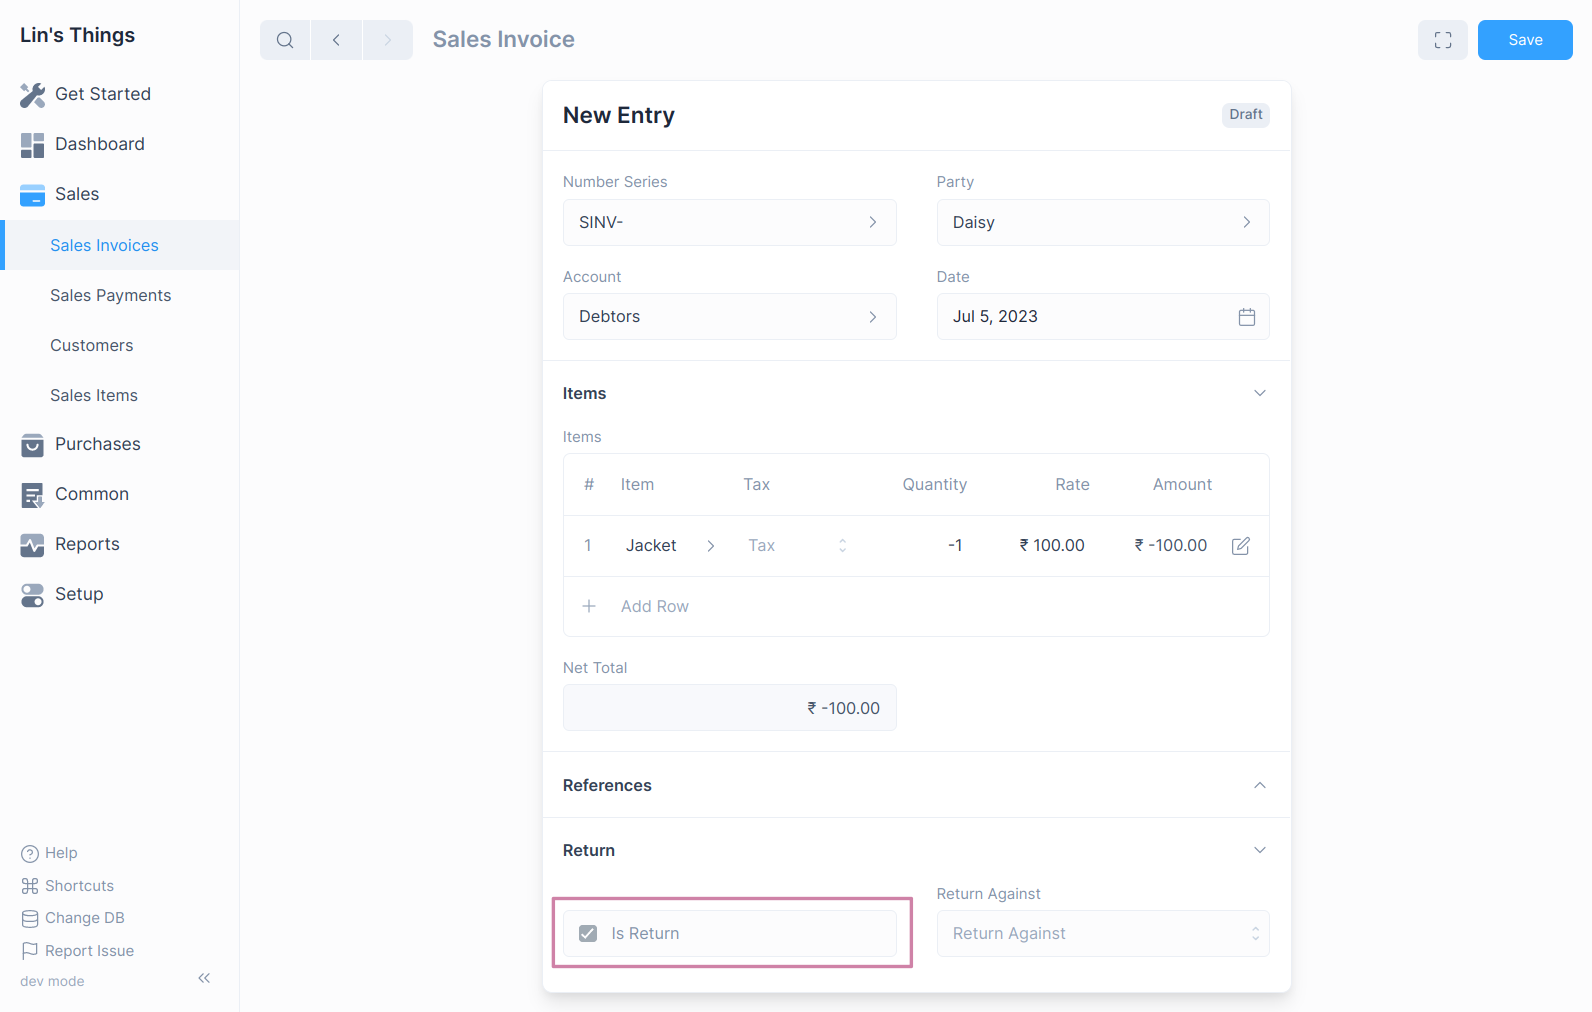 Lin's Things
Get Started
Dashboard
Sales
Sales Invoices
Sales Payments
Customers
Sales Items
Purchases
Common
Reports
Setup
Help
Shortcuts
Change DB
Report Issue
dev mode
Sales Invoice
Save
New Entry
Draft
Number Series
Party
SINV-
Daisy
Account
Date
Debtors
Jul 5, 2023
Items
Items
# Item Tax Quantity Rate Amount
1 Jacket Tax -1 ₹ 100.00 ₹ -100.00
Add Row
Net Total
₹ -100.00
References
Return
Return Against
Is Return
Return Against